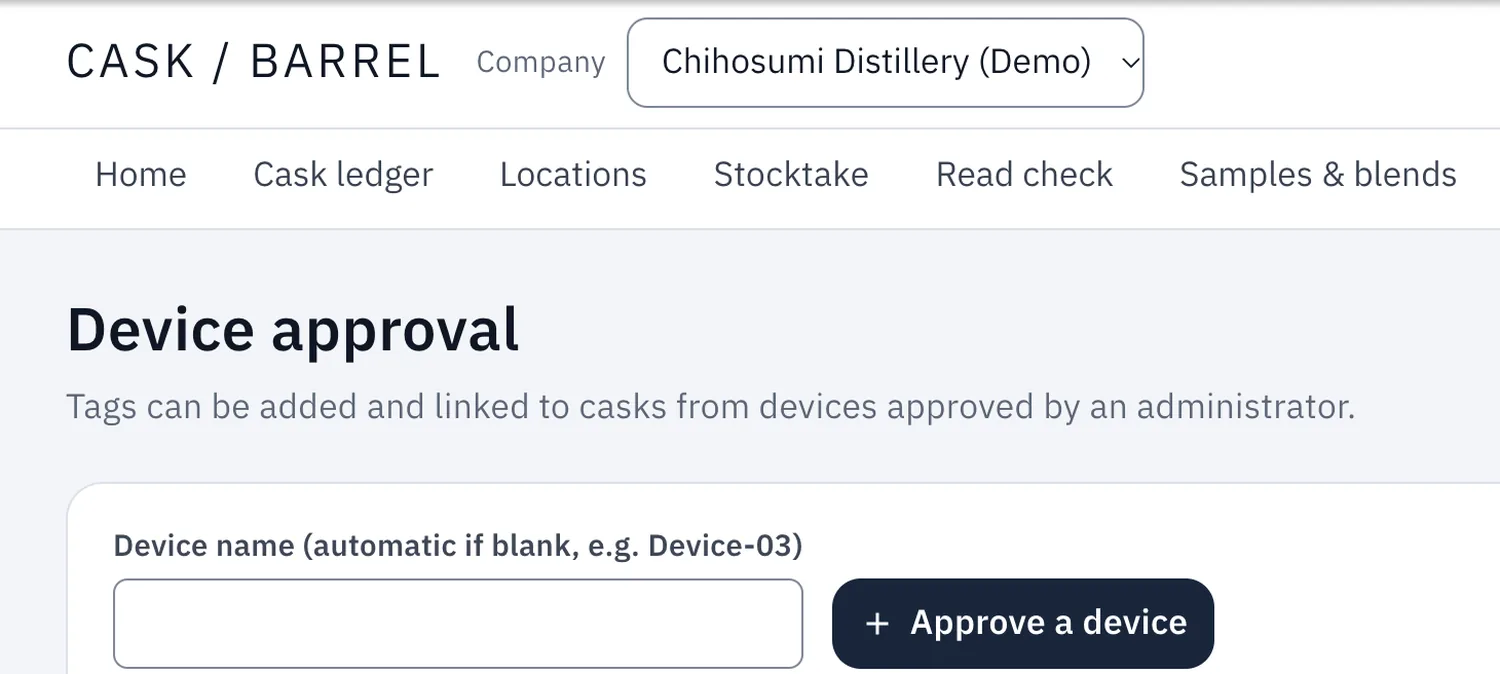 CASK / BARREL Company Chihosumi Distillery (Demo)
Home Cask ledger Locations Stocktake Read check Samples & blends
Device approval
Tags can be added and linked to casks from devices approved by an administrator.
Device name (automatic if blank, e.g. Device-03)
+ Approve a device